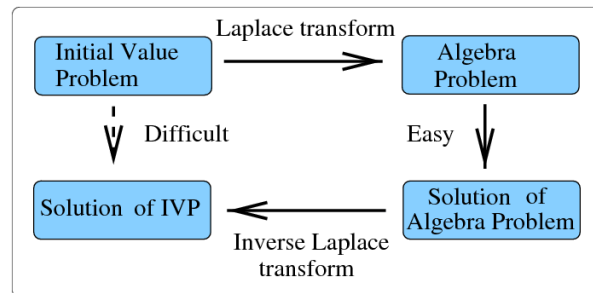 Laplace transform
Initial Value
Problem
Algebra
Problem
Difficult
Easy
Solution of IVP
Solution of
Algebra Problem
Inverse Laplace
transform